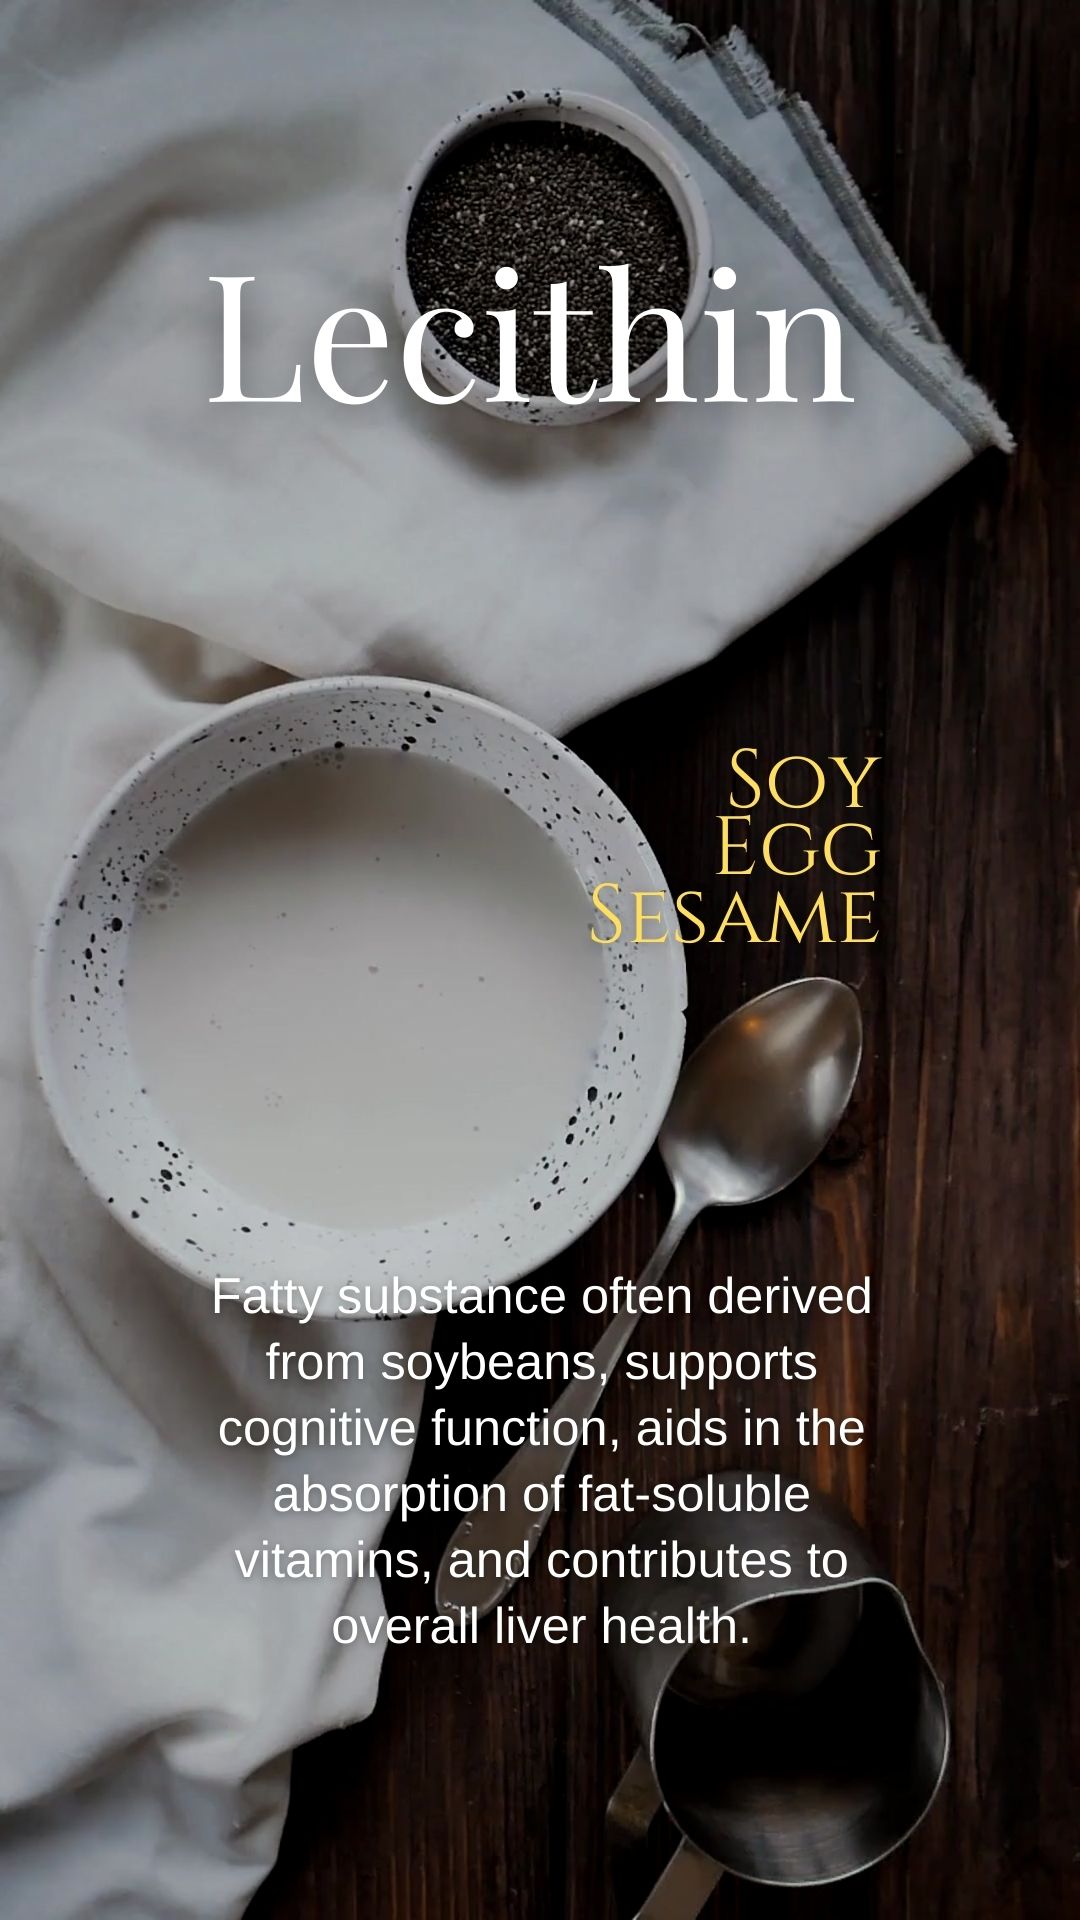 Lecithin
Soy
Egg
Sesame
Fatty substance often derived
from soybeans, supports
cognitive function, aids in the
absorption of fat-soluble
vitamins, and contributes to
overall liver health.